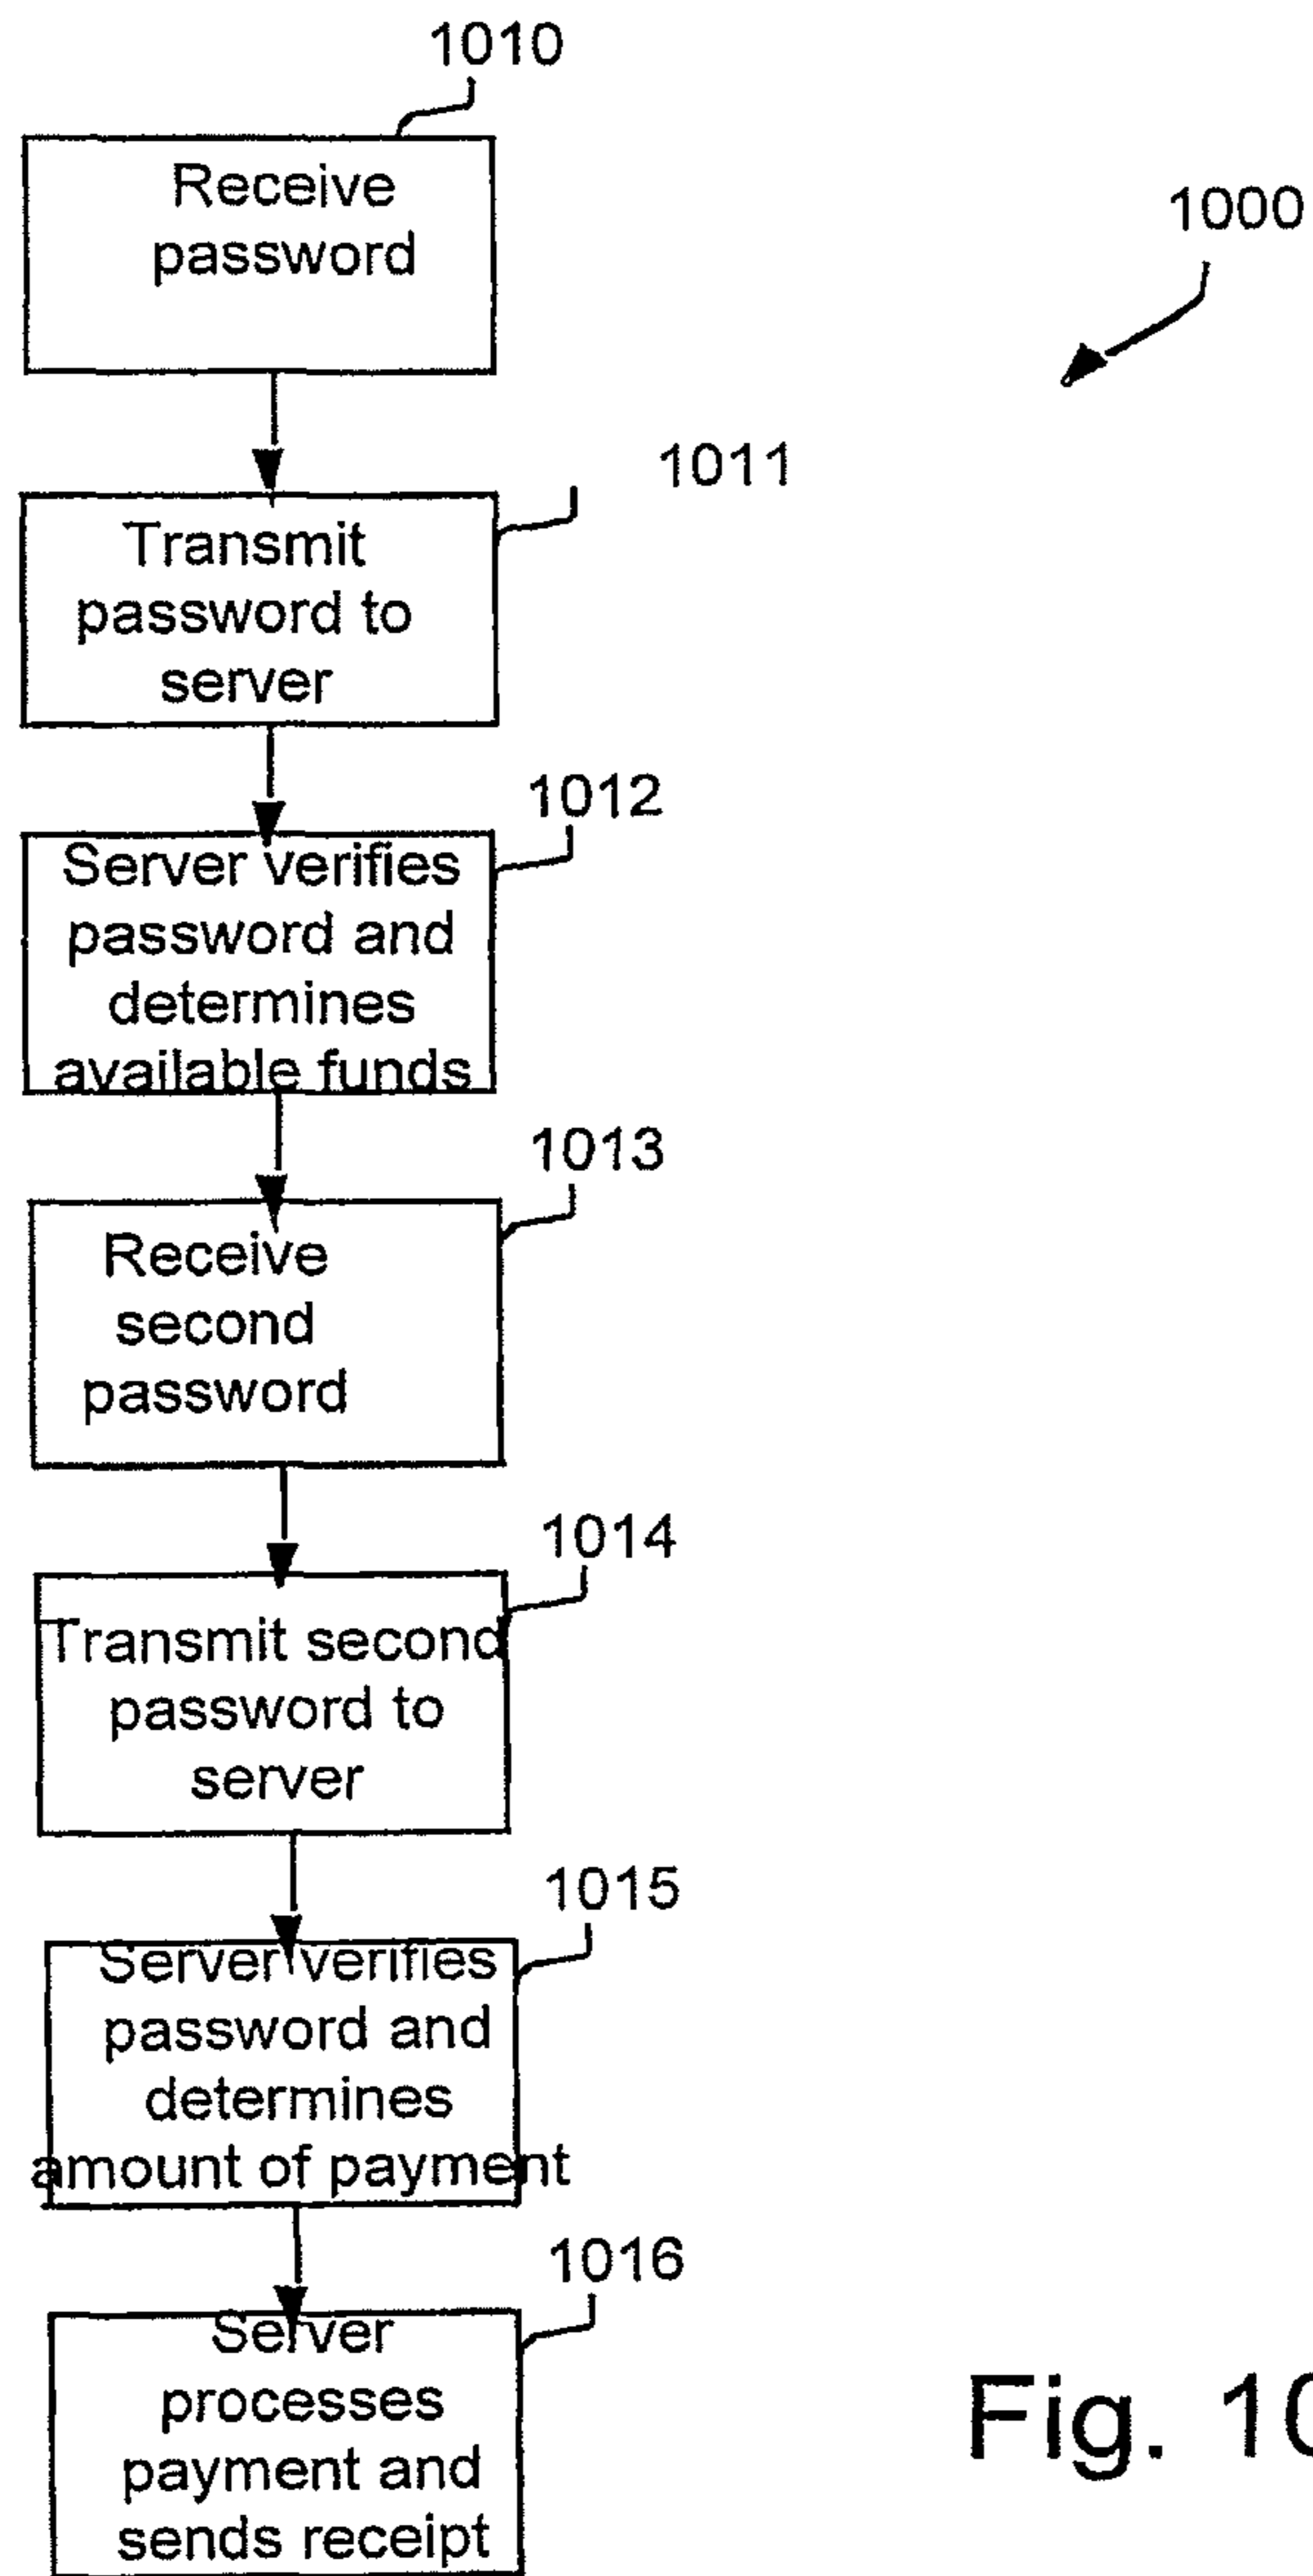 1010
Receive
password
1000
1011
Transmit
password to
server
1012
Server verifies
password and
determines
available funds
1013
Receive
second
password
1014
Transmit second
password to
server
1015
Server verifies
password and
determines
amount of payment
1016
Server
processes
payment and
sends receipt
Fig. 10